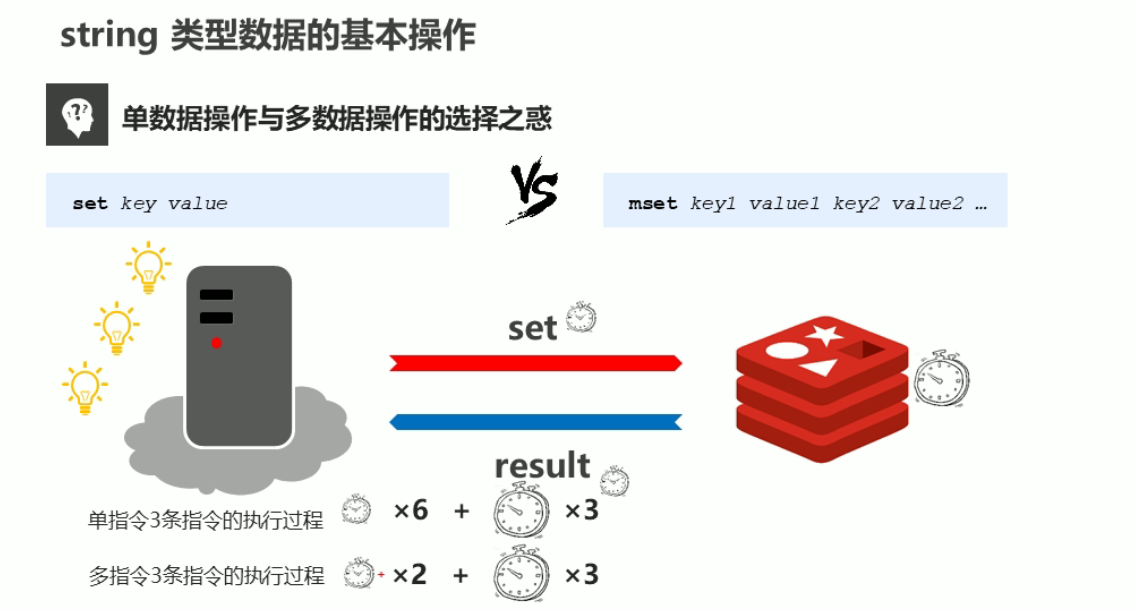 string 类型数据的基本操作
??
单数据操作与多数据操作的选择之惑
set key value
VS
mset key1 value1 key2 value2 …
set
result
单指令3条指令的执行过程 ×6 + ×3
多指令3条指令的执行过程 + ×2 + ×3